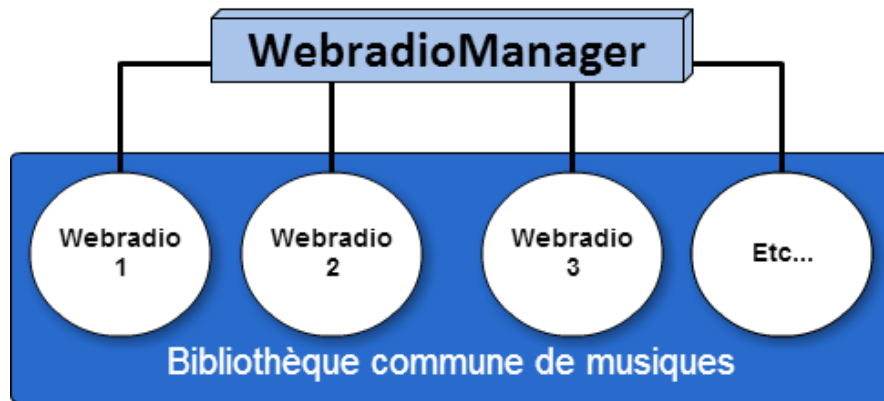 WebradioManager
Webradio
1
Webradio
2
Webradio
3
Etc...
Bibliothèque commune de musiques